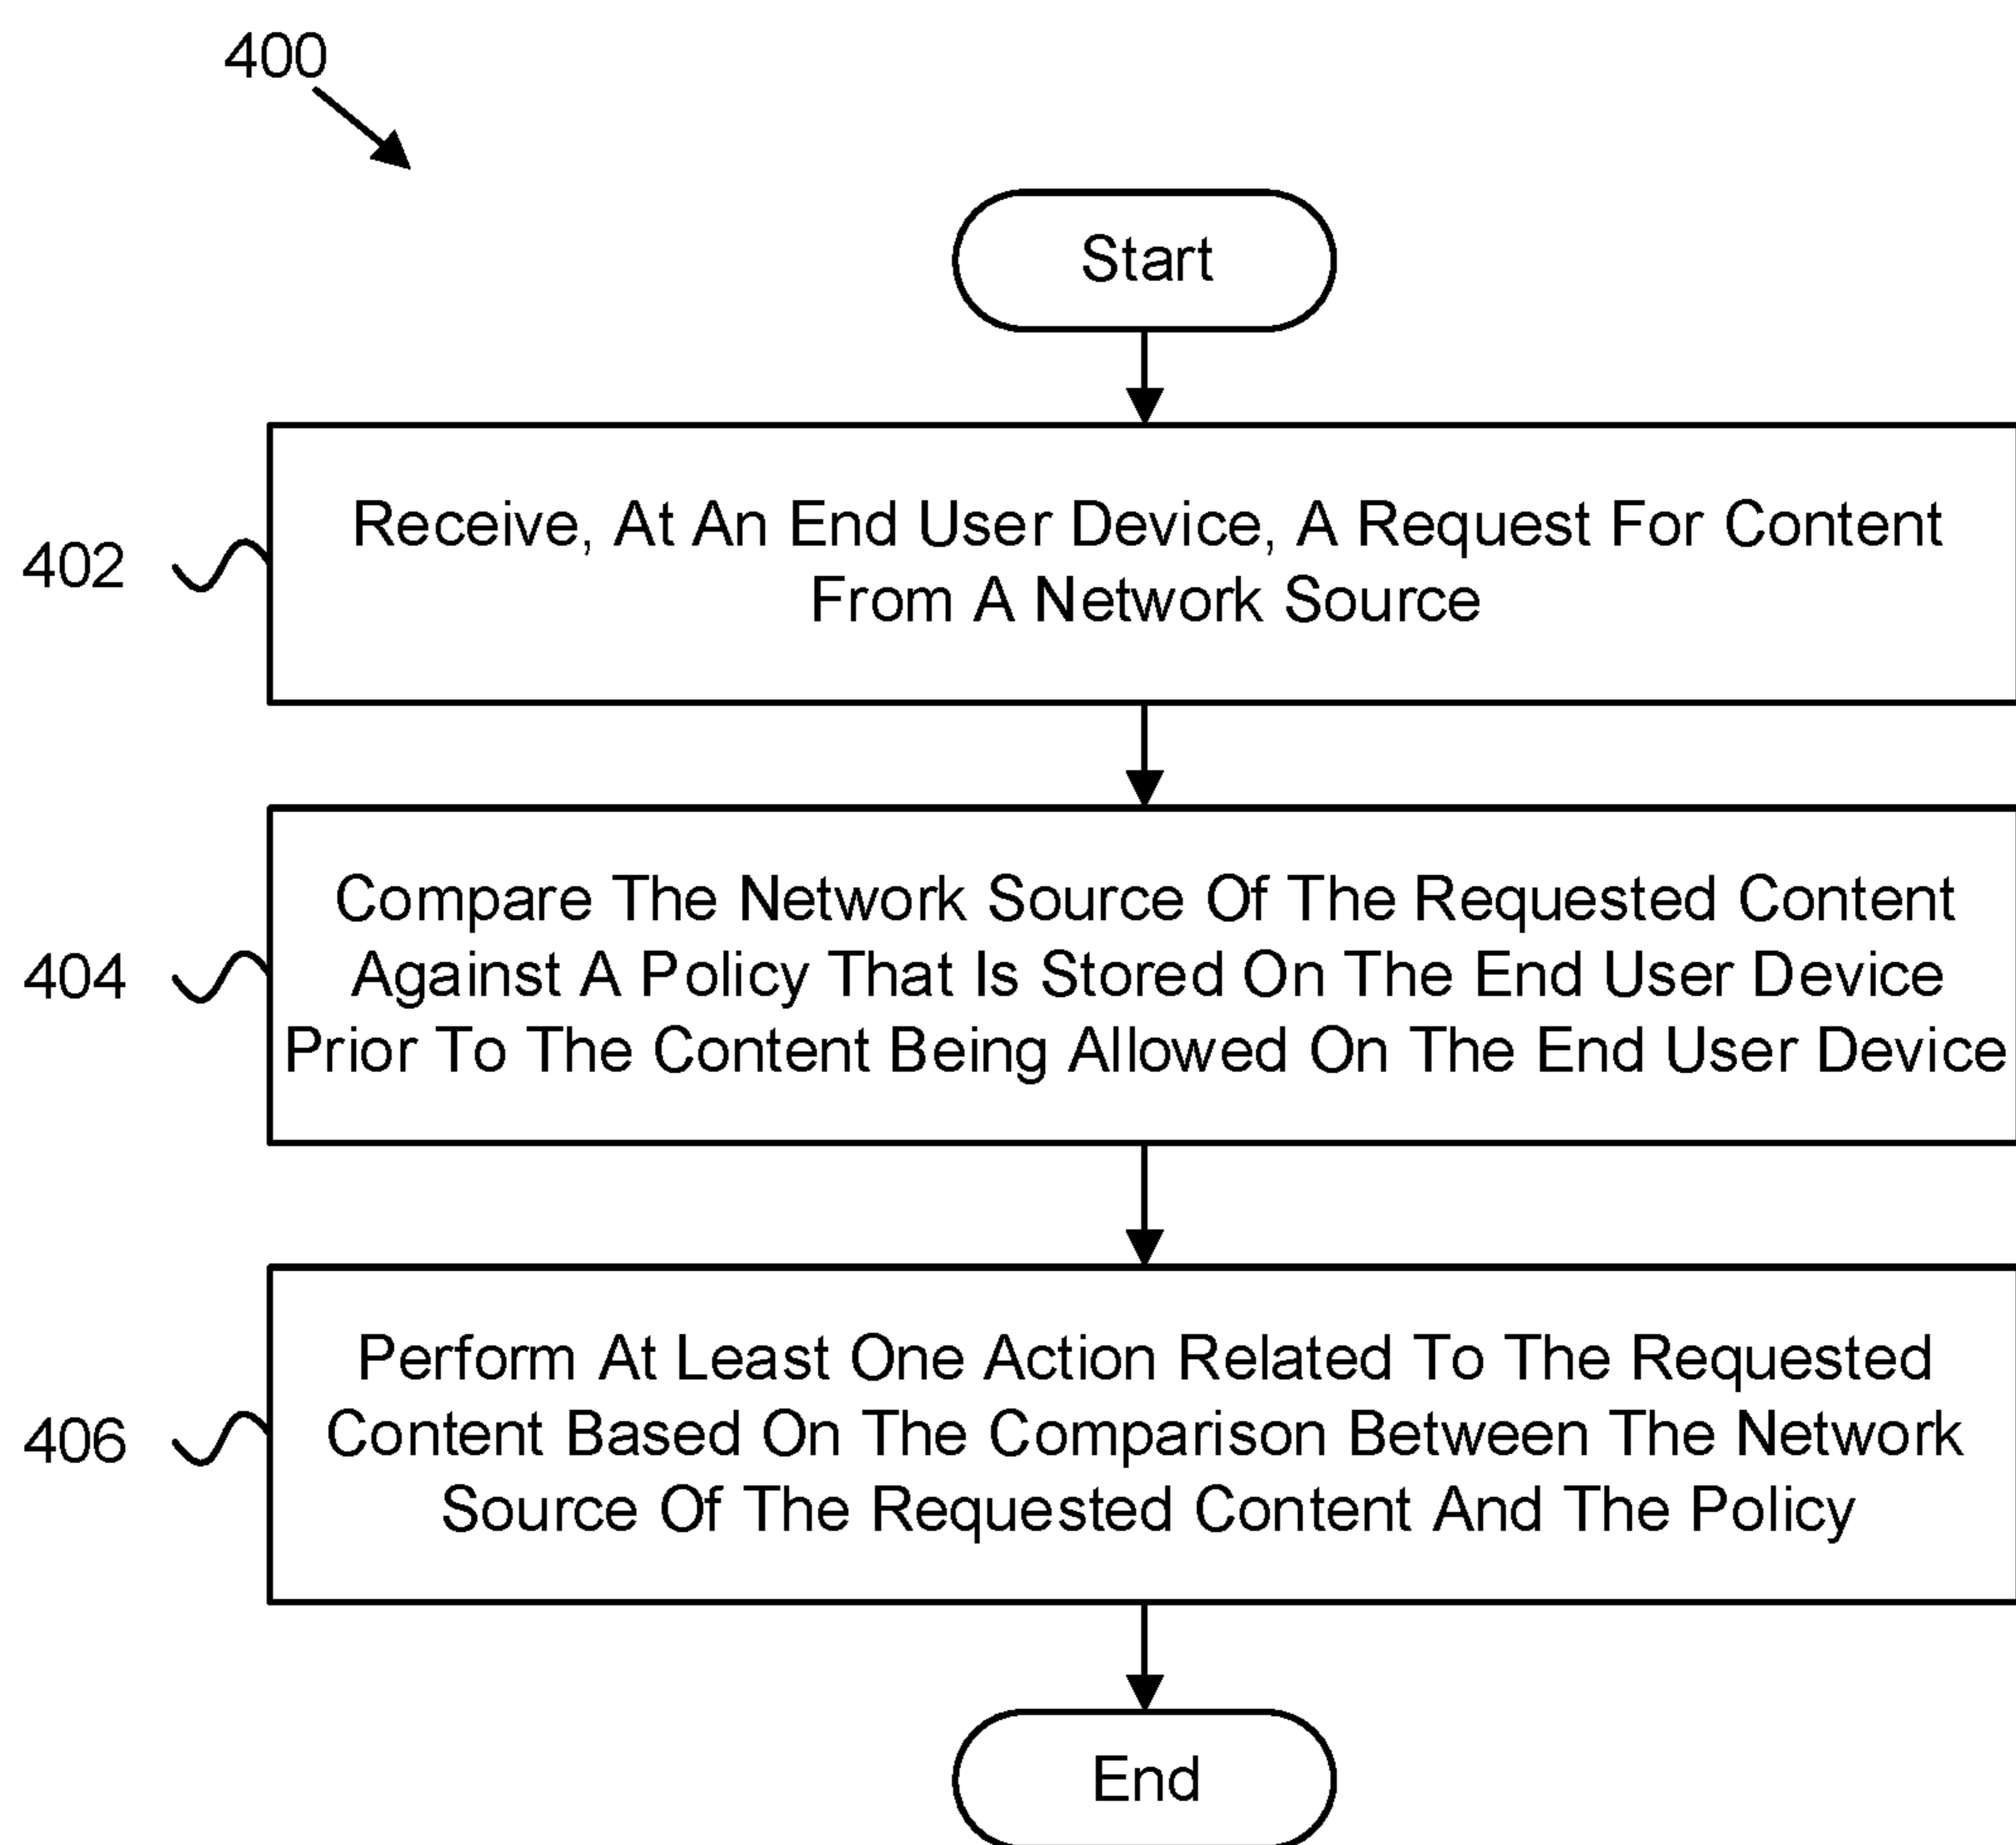 400
Start
402
Receive, At An End User Device, A Request For Content
From A Network Source
404
Compare The Network Source Of The Requested Content
Against A Policy That Is Stored On The End User Device
Prior To The Content Being Allowed On The End User Device
406
Perform At Least One Action Related To The Requested
Content Based On The Comparison Between The Network
Source Of The Requested Content And The Policy
End